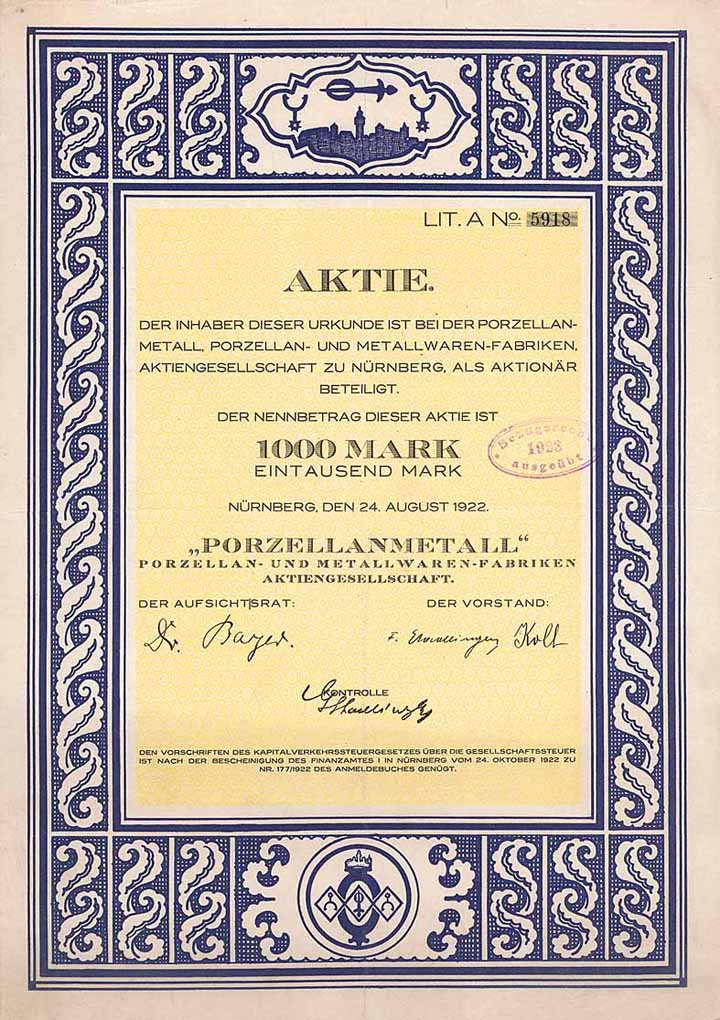 LIT. A No. 5918
AKTIE.
DER INHABER DIESER URKUNDE IST BEI DER PORZELLAN-
METALL, PORZELLAN- UND METALLWAREN-FABRIKEN,
AKTIENGESELLSCHAFT ZU NÜRNBERG, ALS AKTIONÄR
BETEILIGT.
DER NENNBETRAG DIESER AKTIE IST
1000 MARK
EINTAUSEND MARK
Bezugsrecht
1923
ausgeübt
NÜRNBERG, DEN 24. AUGUST 1922.
„PORZELLANMETALL“
PORZELLAN- UND METALLWAREN-FABRIKEN
AKTIENGESELLSCHAFT.
DER AUFSICHTSRAT: DER VORSTAND:
Dr. Bayer. Kolb
KONTROLLE
DEN VORSCHRIFTEN DES KAPITALVERKEHRSSTEUERGESETZES ÜBER DIE GESELLSCHAFTSSTEUER
IST NACH DER BESCHEINIGUNG DES FINANZAMTES I IN NÜRNBERG VOM 24. OKTOBER 1922 ZU
NR. 177/1922 DES ANMELDEBUCHES GENÜGT.